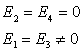 E₂ = E₄ = 0
E₁ = E₃ ≠ 0